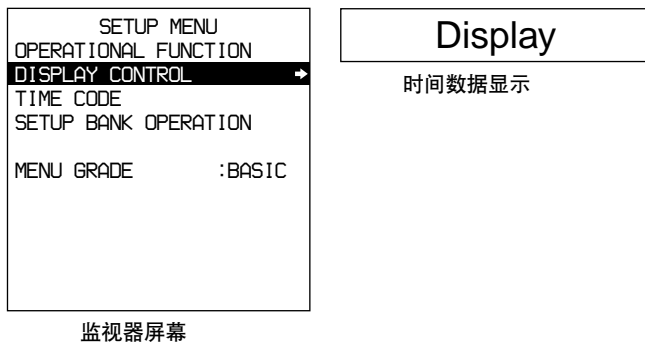 SETUP MENU
OPERATIONAL FUNCTION
DISPLAY CONTROL
TIME CODE
SETUP BANK OPERATION
MENU GRADE :BASIC
监视器屏幕
Display
时间数据显示